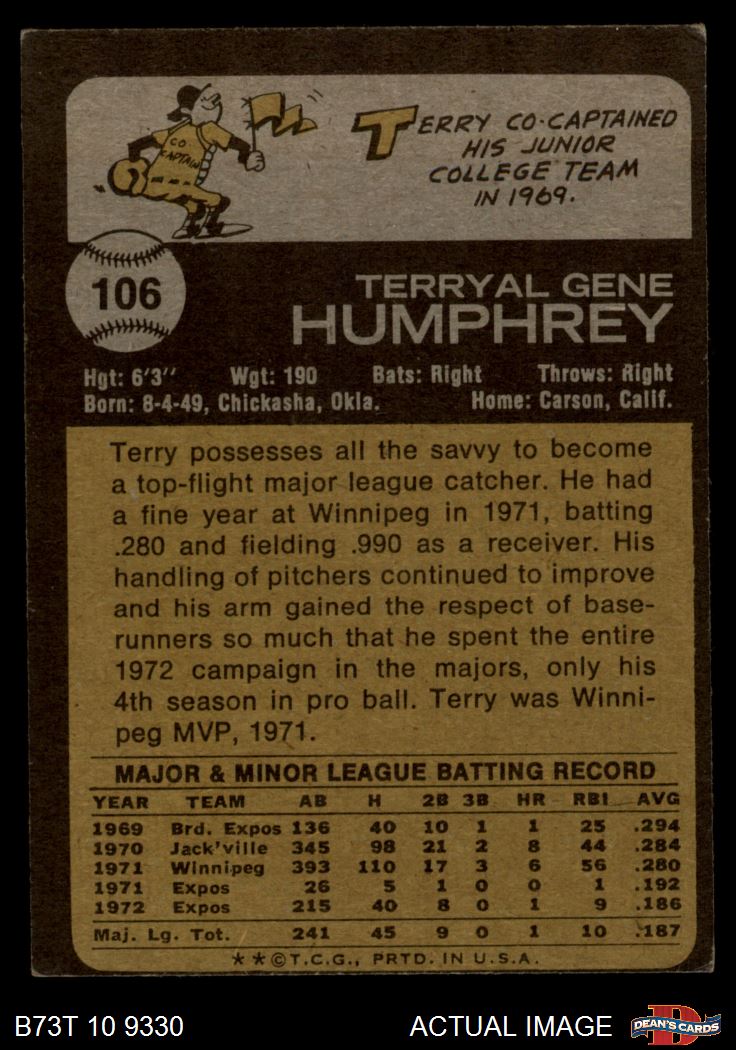 CO
CAPTAIN
TERRY CO-CAPTAINED
HIS JUNIOR
COLLEGE TEAM
IN 1969.
106
TERRYAL GENE
HUMPHREY
Hgt: 6'3" Wgt: 190 Bats: Right Throws: Right
Born: 8-4-49, Chickasha, Okla. Home: Carson, Calif.
Terry possesses all the savvy to become
a top-flight major league catcher. He had
a fine year at Winnipeg in 1971, batting
.280 and fielding .990 as a receiver. His
handling of pitchers continued to improve
and his arm gained the respect of base-
runners so much that he spent the entire
1972 campaign in the majors, only his
4th season in pro ball. Terry was Winni-
peg MVP, 1971.
MAJOR & MINOR LEAGUE BATTING RECORD
YEAR TEAM AB H 2B 3B HR RBI AVG
1969 Brd. Expos 136 40 10 1 1 25 .294
1970 Jack'ville 345 98 21 2 8 44 .284
1971 Winnipeg 393 110 17 3 6 56 .280
1971 Expos 26 5 1 0 0 1 .192
1972 Expos 215 40 8 0 1 9 .186
Maj. Lg. Tot. 241 45 9 0 1 10 .187
**©T.C.G., PRTD. IN U.S.A.
B73T 10 9330 ACTUAL IMAGE D DEAN'S CARDS